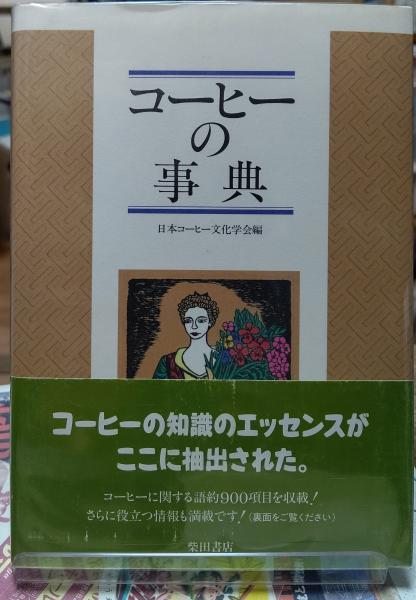 コーヒー
の
事典
日本コーヒー文化学会編
コーヒーの知識のエッセンスが
ここに抽出された。
コーヒーに関する語約900項目を収載!
さらに役立つ情報も満載です!(裏面をご覧ください)
柴田書店